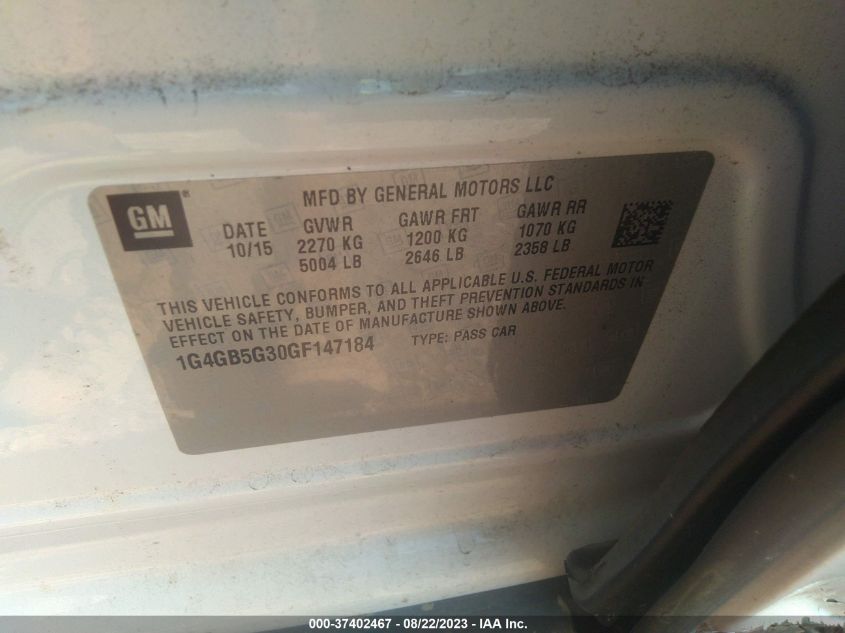 GM
MFD BY GENERAL MOTORS LLC
DATE GVWR GAWR FRT GAWR RR
10/15 2270 KG 1200 KG 1070 KG
5004 LB 2646 LB 2358 LB
THIS VEHICLE CONFORMS TO ALL APPLICABLE U.S. FEDERAL MOTOR
VEHICLE SAFETY, BUMPER, AND THEFT PREVENTION STANDARDS IN
EFFECT ON THE DATE OF MANUFACTURE SHOWN ABOVE.
1G4GB5G30GF147184 TYPE: PASS CAR
000-37402467 - 08/22/2023 - IAA Inc.